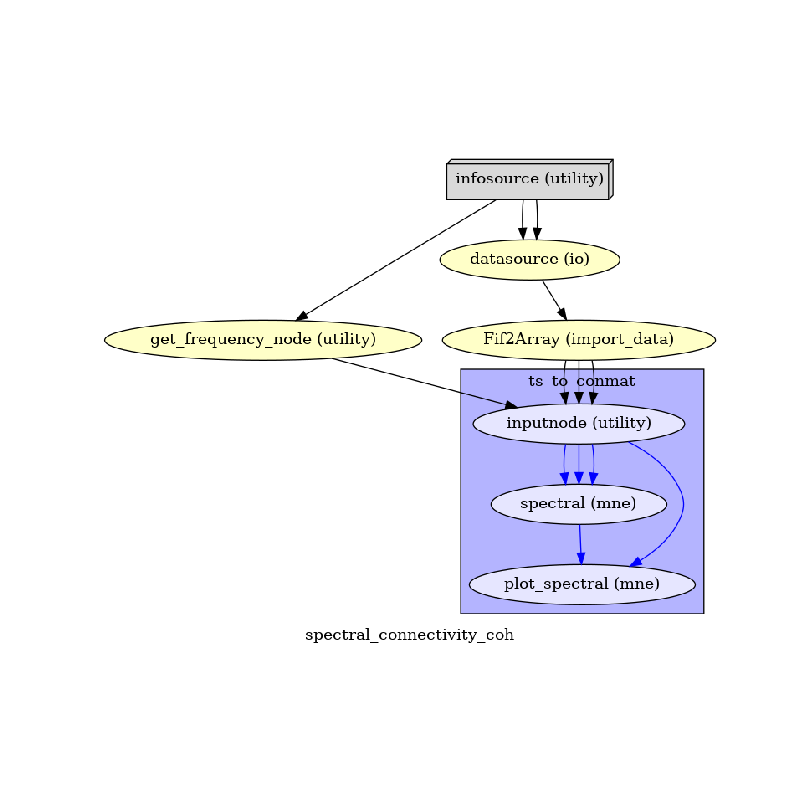 infosource (utility)
datasource (io)
get_frequency_node (utility)
Fif2Array (import_data)
ts_to_conmat
inputnode (utility)
spectral (mne)
plot_spectral (mne)
spectral_connectivity_coh